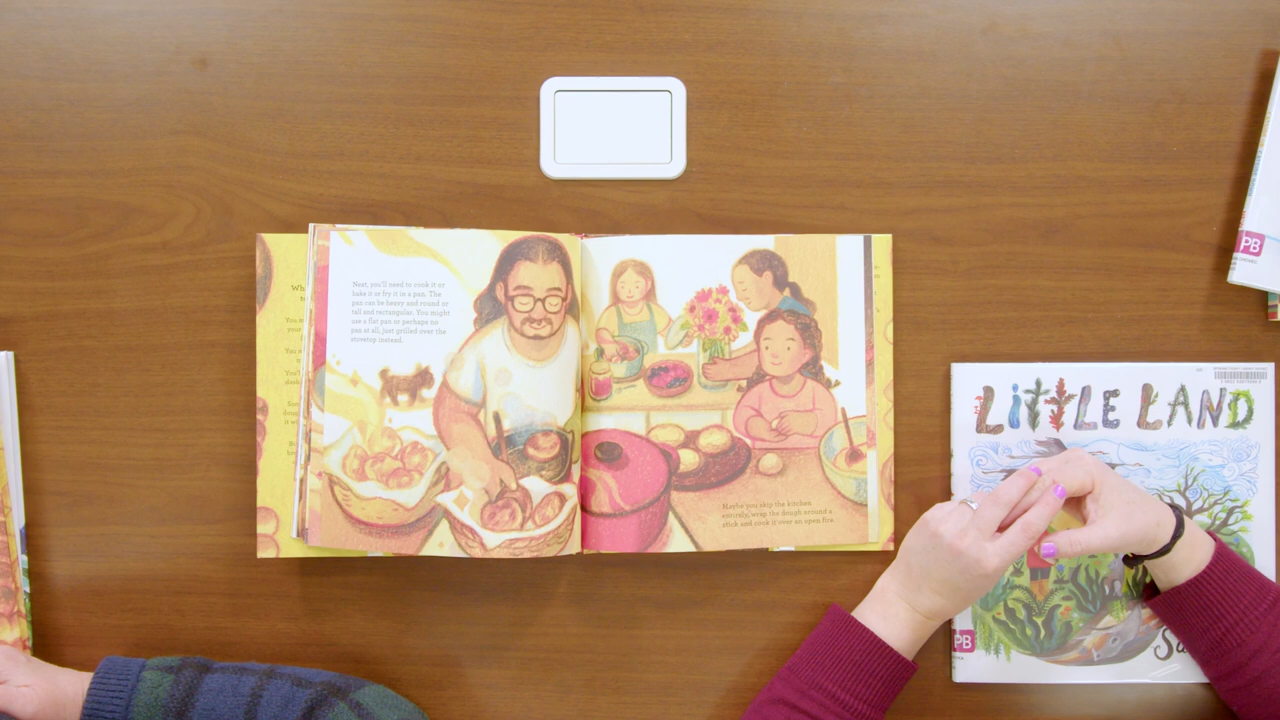 Next, you'll need to cook it or
bake it or fry it in a pan. The
pan can be heavy and round or
tall and rectangular. You might
use a flat pan or perhaps no
pan at all, just grilled over the
stovetop instead.
Maybe you skip the kitchen
entirely, wrap the dough around a
stick and cook it over an open fire.
LITTLE LAND
PB
PB